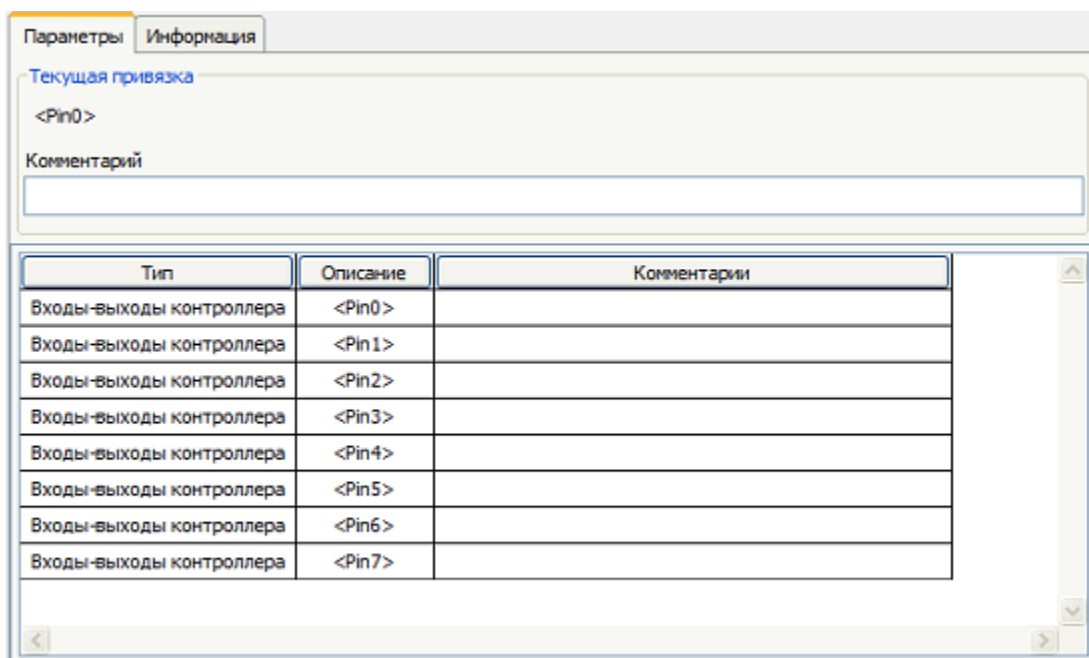 Параметры Информация
Текущая привязка
<Pin0>
Комментарий
Тип Описание Комментарии
Входы-выходы контроллера <Pin0>
Входы-выходы контроллера <Pin1>
Входы-выходы контроллера <Pin2>
Входы-выходы контроллера <Pin3>
Входы-выходы контроллера <Pin4>
Входы-выходы контроллера <Pin5>
Входы-выходы контроллера <Pin6>
Входы-выходы контроллера <Pin7>